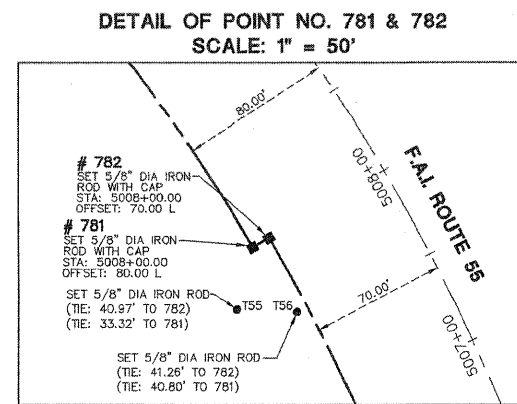 DETAIL OF POINT NO. 781 & 782
SCALE: 1" = 50'
80.00'
# 782
SET 5/8" DIA IRON
ROD WITH CAP
STA: 5008+00.00
OFFSET: 70.00 L
5008+00
F.A.I. ROUTE 55
# 781
SET 5/8" DIA IRON
ROD WITH CAP
STA: 5008+00.00
OFFSET: 80.00 L
70.00'
SET 5/8" DIA IRON ROD
(TIE: 40.97' TO 782)
(TIE: 33.32' TO 781)
T55
T56
5007+00
SET 5/8" DIA IRON ROD
(TIE: 41.26' TO 782)
(TIE: 40.80' TO 781)